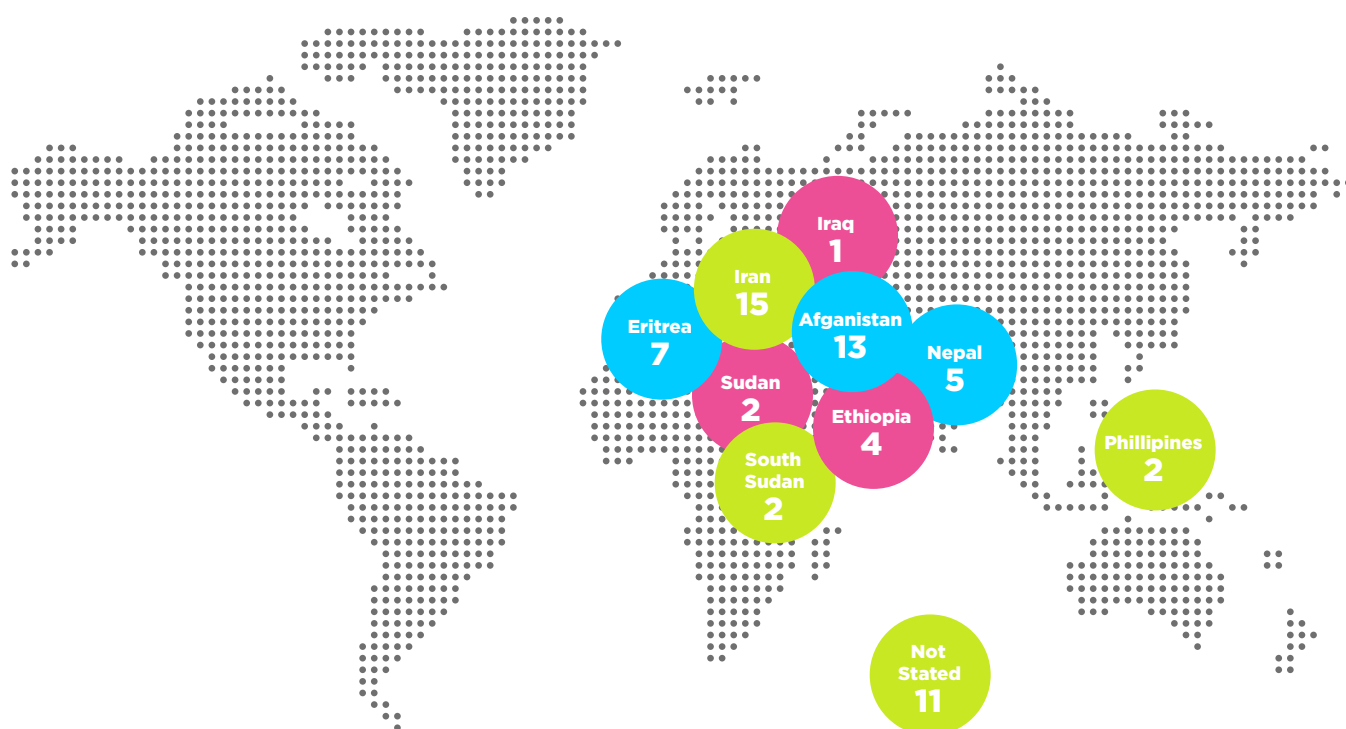 Iraq
1
Iran
15
Eritrea
7
Afganistan
13
Nepal
5
Sudan
2
Ethiopia
4
Phillipines
2
South
Sudan
2
Not
Stated
11